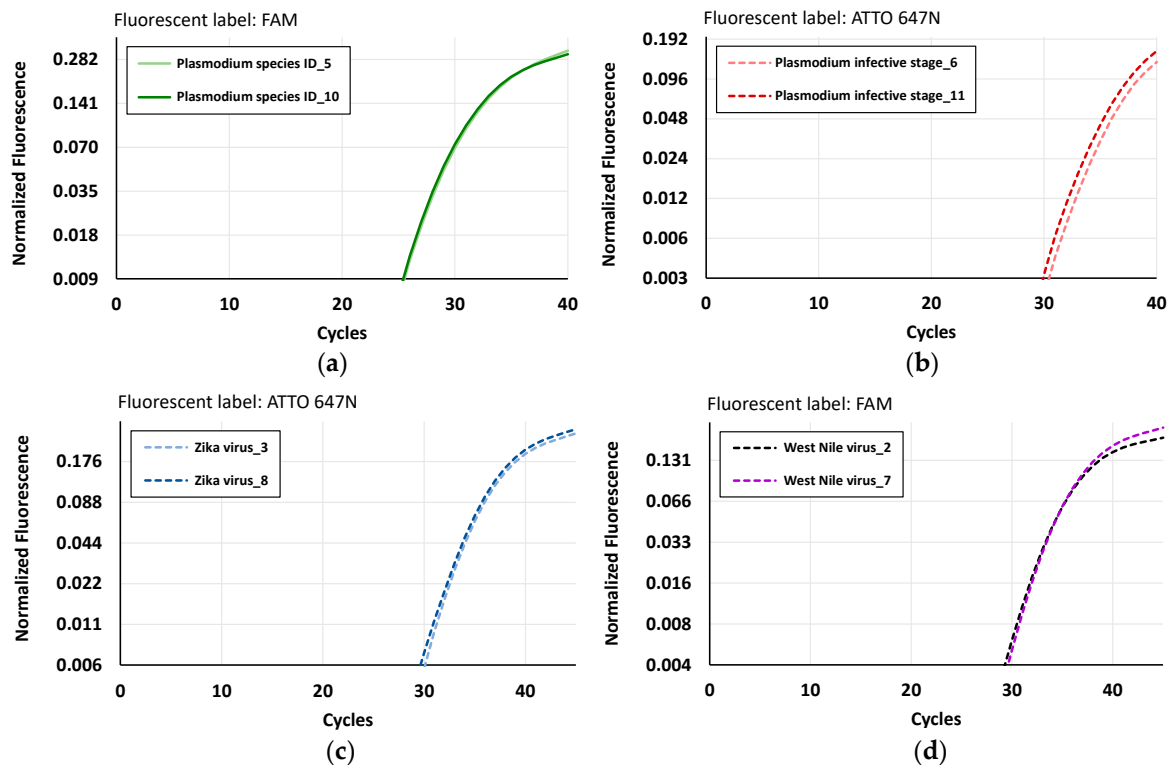 Fluorescent label: FAM
Normalized Fluorescence
0.282
0.141
0.070
0.035
0.018
0.009
Plasmodium species ID_5
Plasmodium species ID_10
0 10 20 30 40
Cycles
(a)
Fluorescent label: ATTO 647N
Normalized Fluorescence
0.192
0.096
0.048
0.024
0.012
0.006
0.003
Plasmodium infective stage_6
Plasmodium infective stage_11
0 10 20 30 40
Cycles
(b)
Fluorescent label: ATTO 647N
Normalized Fluorescence
0.176
0.088
0.044
0.022
0.011
0.006
Zika virus_3
Zika virus_8
0 10 20 30 40
Cycles
(c)
Fluorescent label: FAM
Normalized Fluorescence
0.131
0.066
0.033
0.016
0.008
0.004
West Nile virus_2
West Nile virus_7
0 10 20 30 40
Cycles
(d)